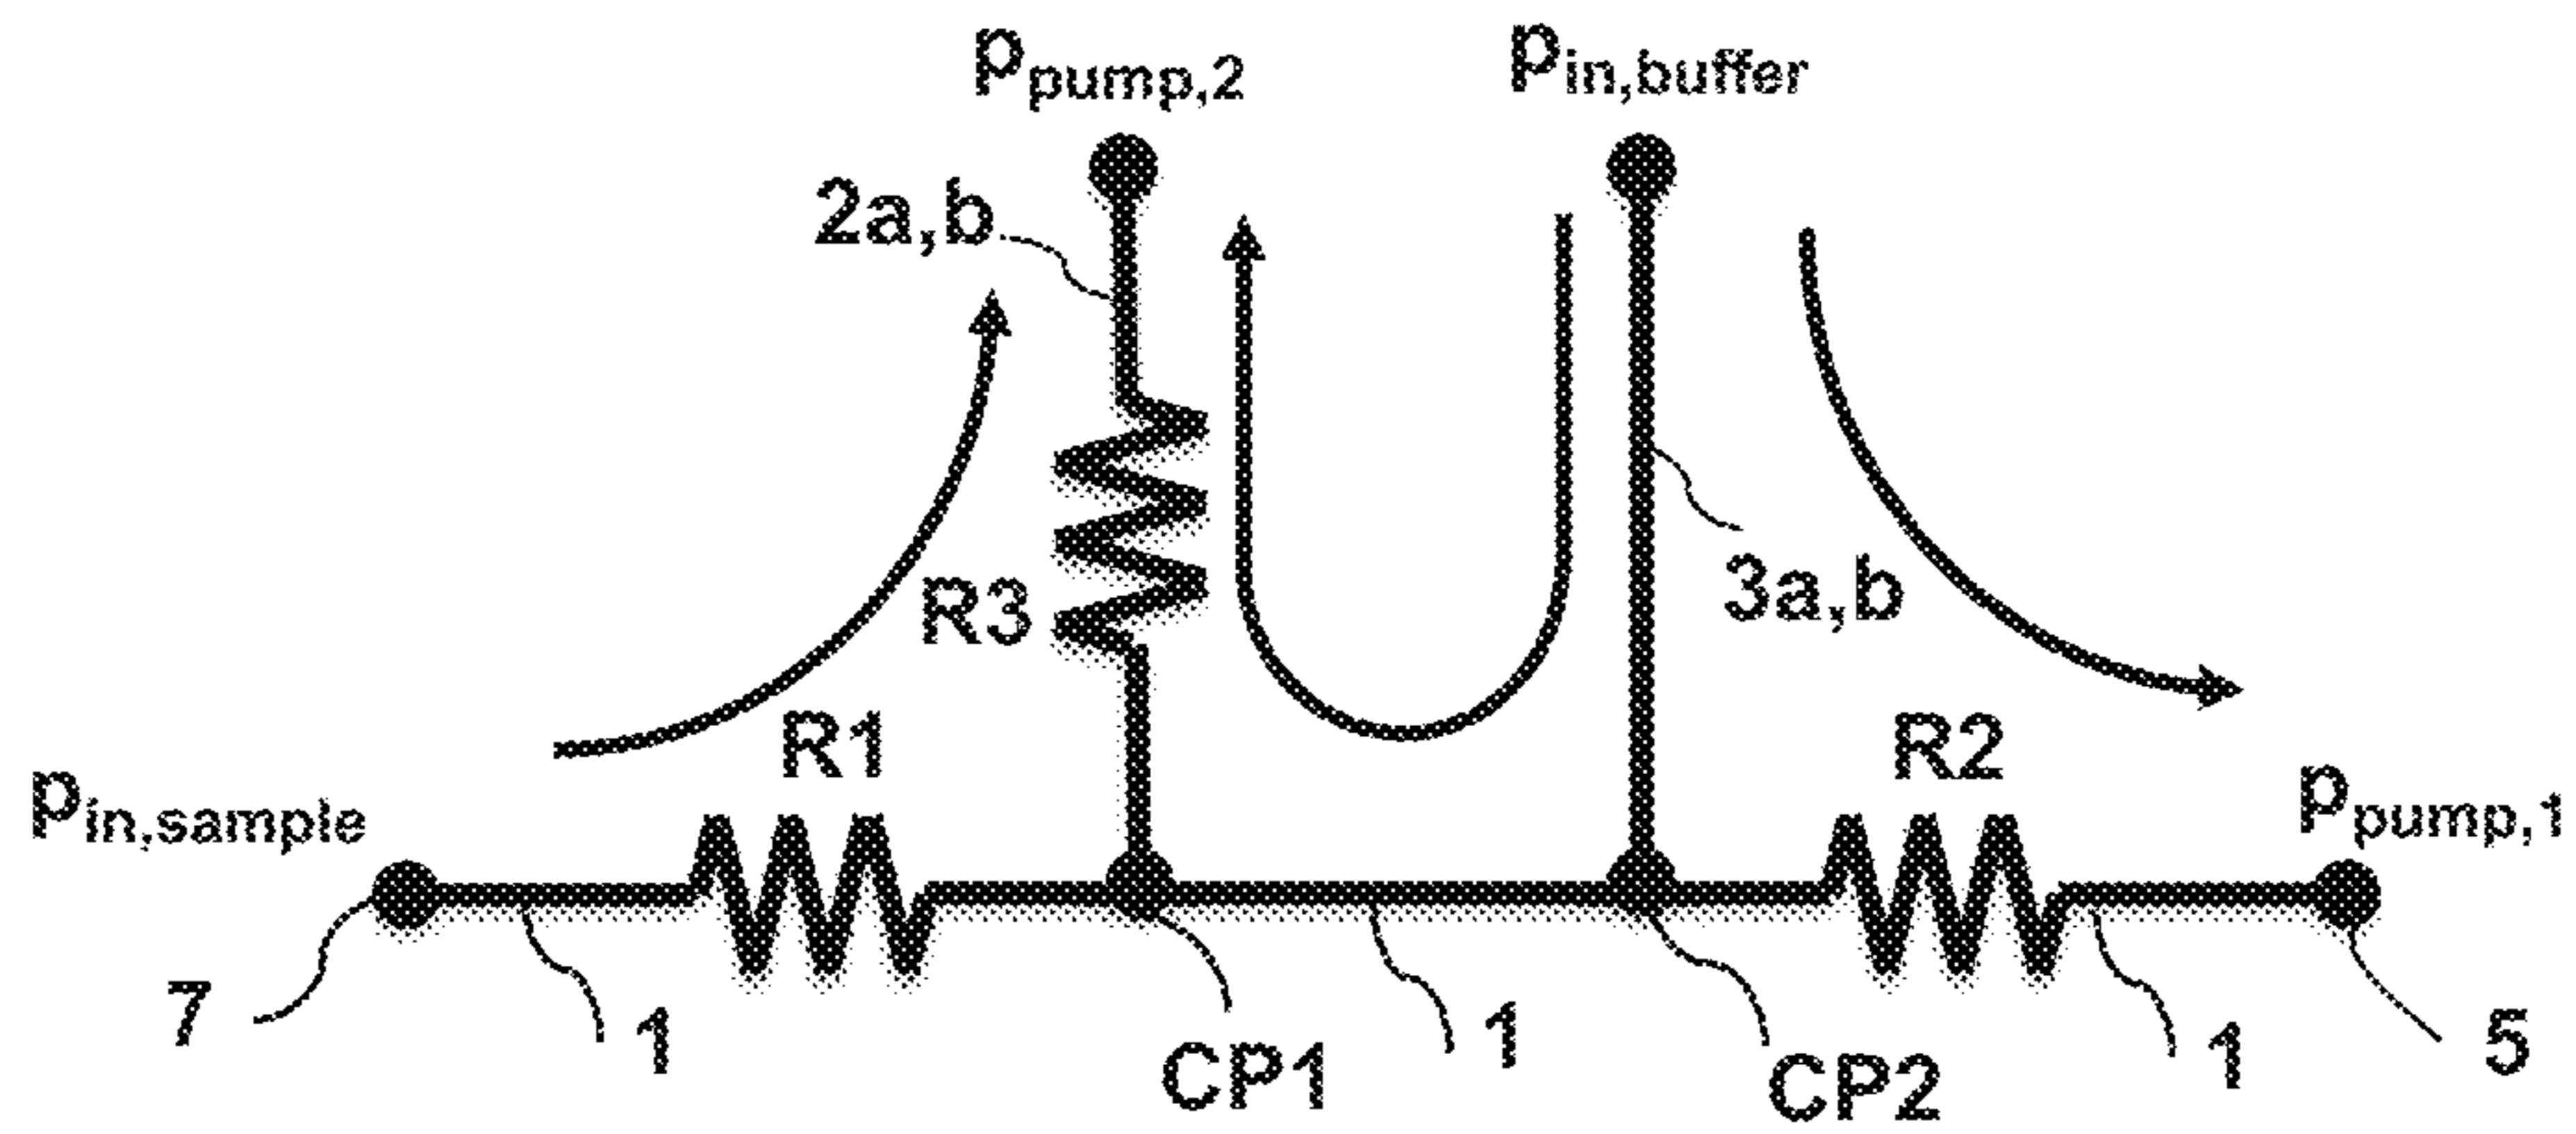 Ppump,2
Pin,buffer
2a,b
R3
3a,b
R1
R2
Pin,sample
Ppump,1
7
1
CP1
1
CP2
1
5